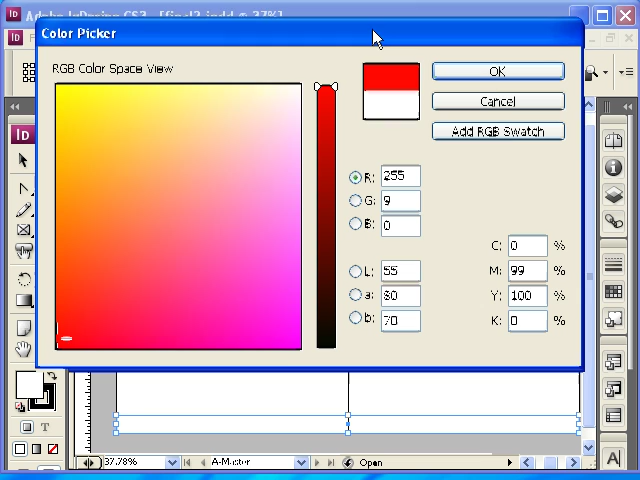 Adobe InDesign CS3 - [final2.indd @ 37%]
Color Picker
RGB Color Space View
OK
Cancel
Add RGB Swatch
R: 255
G: 9
B: 0
L: 55
a: 80
b: 70
C: 0 %
M: 99 %
Y: 100 %
K: 0 %
ID
T
A
37.78% A-Master Open